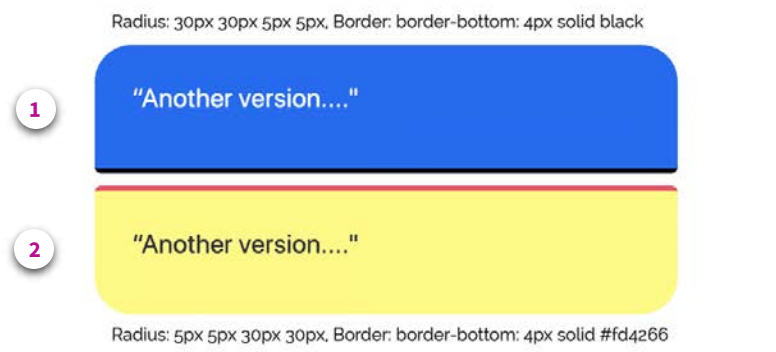 Radius: 30px 30px 5px 5px, Border: border-bottom: 4px solid black
1
“Another version...."
2
“Another version...."
Radius: 5px 5px 30px 30px, Border: border-bottom: 4px solid #fd4266